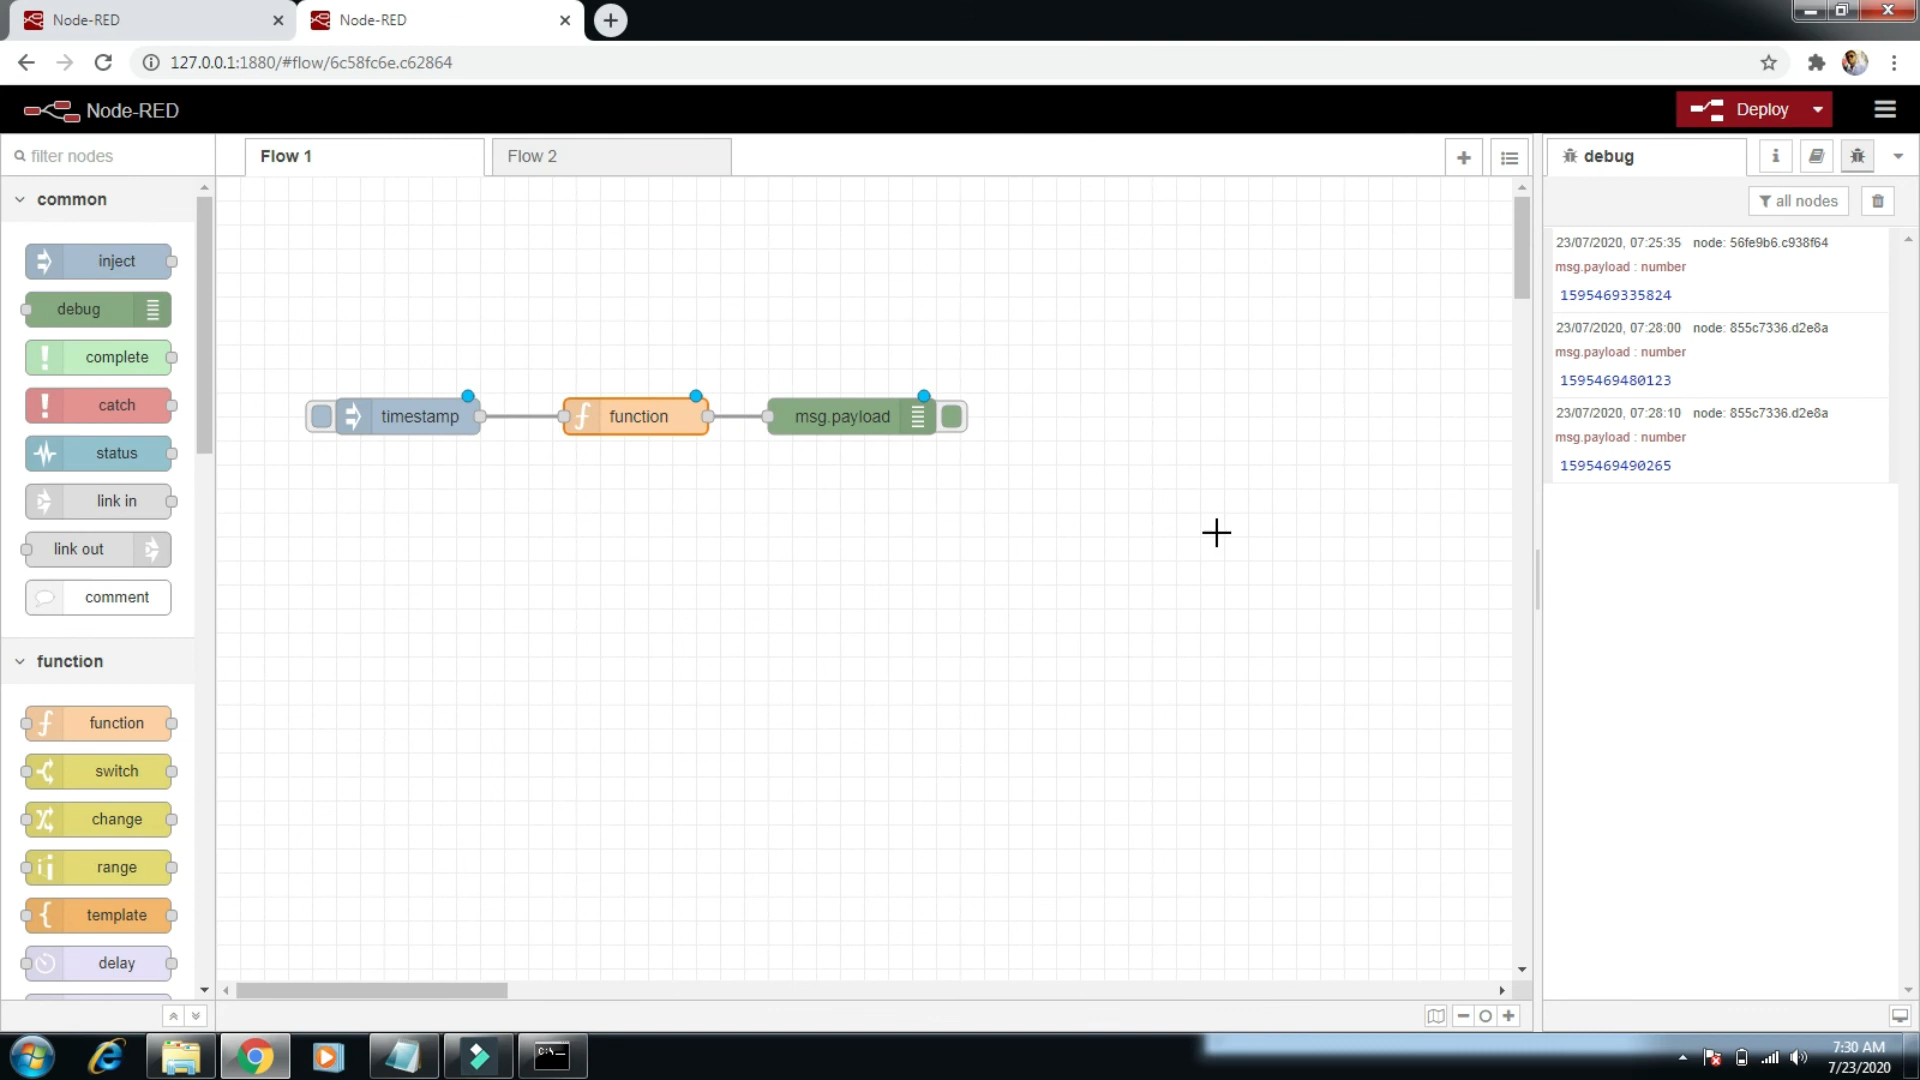 Node-RED
Node-RED
127.0.0.1:1880/#flow/6c58fc6e.c62864
Node-RED
Deploy
filter nodes
Flow 1
Flow 2
debug
all nodes
common
inject
debug
complete
catch
status
link in
link out
comment
function
function
switch
change
range
template
delay
timestamp
function
msg.payload
23/07/2020, 07:25:35 node: 56fe9b6.c938f64
msg.payload : number
1595469335824
23/07/2020, 07:28:00 node: 855c7336.d2e8a
msg.payload : number
1595469480123
23/07/2020, 07:28:10 node: 855c7336.d2e8a
msg.payload : number
1595469490265
7:30 AM
7/23/2020